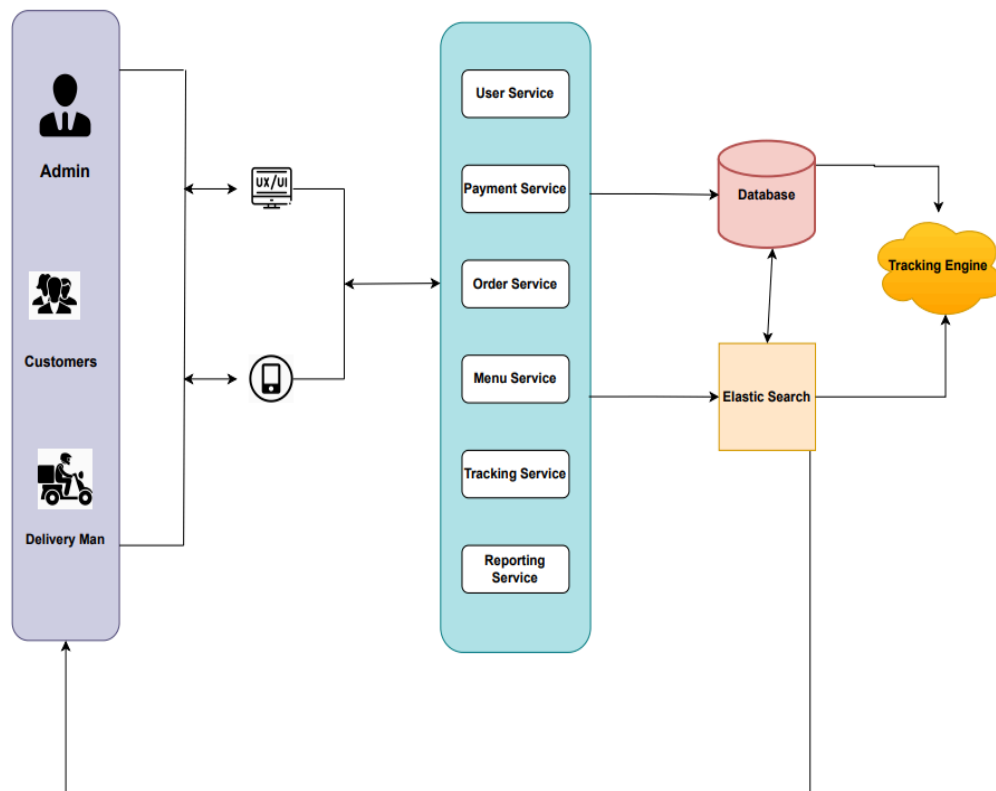 Admin
Customers
Delivery Man
UX/UI
User Service
Payment Service
Order Service
Menu Service
Tracking Service
Reporting
Service
Database
Elastic Search
Tracking Engine